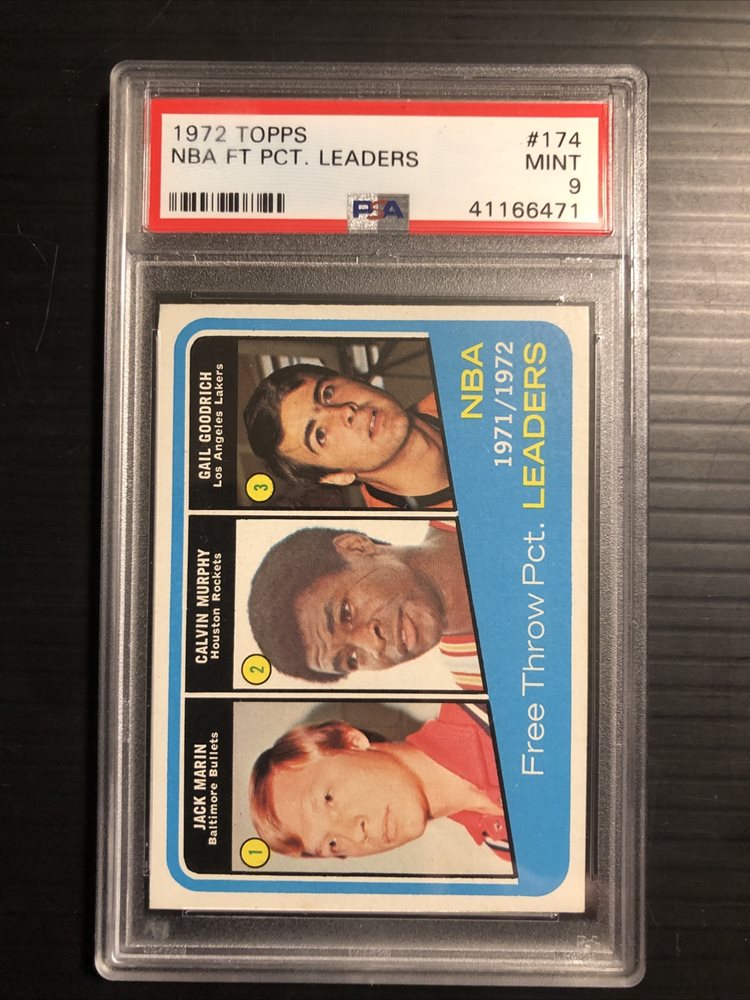 1972 TOPPS #174
NBA FT PCT. LEADERS MINT
9
PSA 41166471
JACK MARIN
Baltimore Bullets
1
CALVIN MURPHY
Houston Rockets
2
GAIL GOODRICH
Los Angeles Lakers
3
NBA
1971/1972
Free Throw Pct. LEADERS